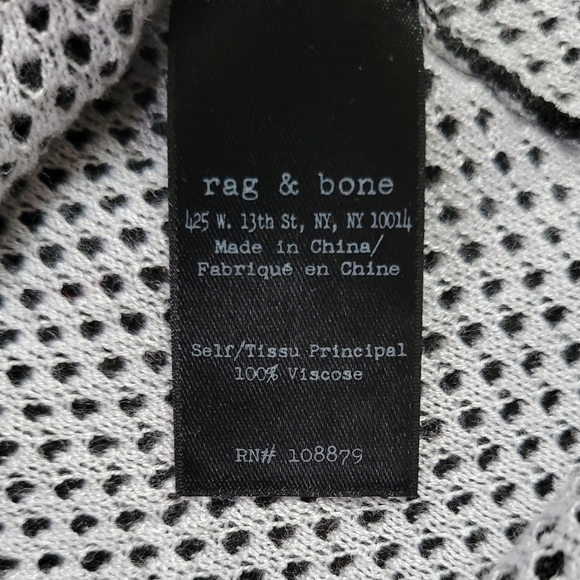 rag & bone
425 W. 13th St, NY, NY 10014
Made in China/
Fabriqué en Chine
Self/Tissu Principal
100% Viscose
RN# 108879